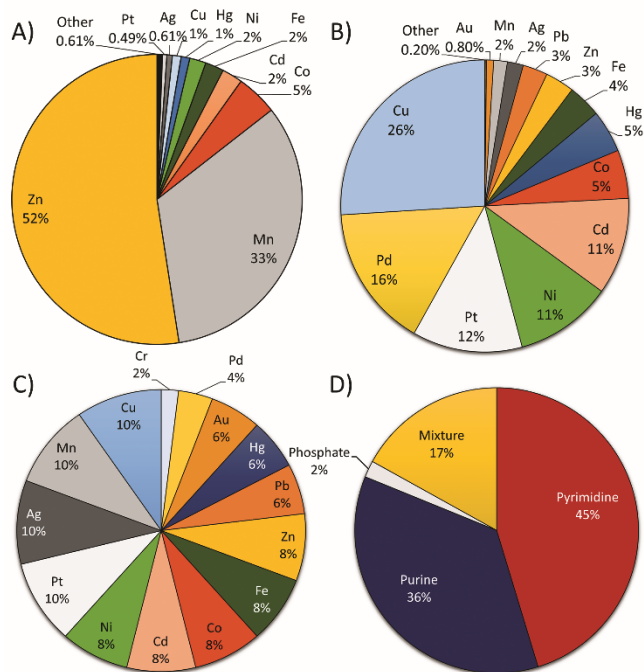 A)
Other
0.61%
Pt
0.49%
Ag
0.61%
Cu
1%
Hg
1%
Ni
2%
Fe
2%
Cd
2%
Co
5%
Mn
33%
Zn
52%
B)
Other
0.20%
Au
0.80%
Mn
2%
Ag
2%
Pb
3%
Zn
3%
Fe
4%
Hg
5%
Co
5%
Cd
11%
Ni
11%
Pt
12%
Pd
16%
Cu
26%
C)
Cr
2%
Pd
4%
Au
6%
Hg
6%
Pb
6%
Zn
8%
Fe
8%
Co
8%
Cd
8%
Ni
8%
Pt
10%
Ag
10%
Mn
10%
Cu
10%
D)
Pyrimidine
45%
Purine
36%
Phosphate
2%
Mixture
17%